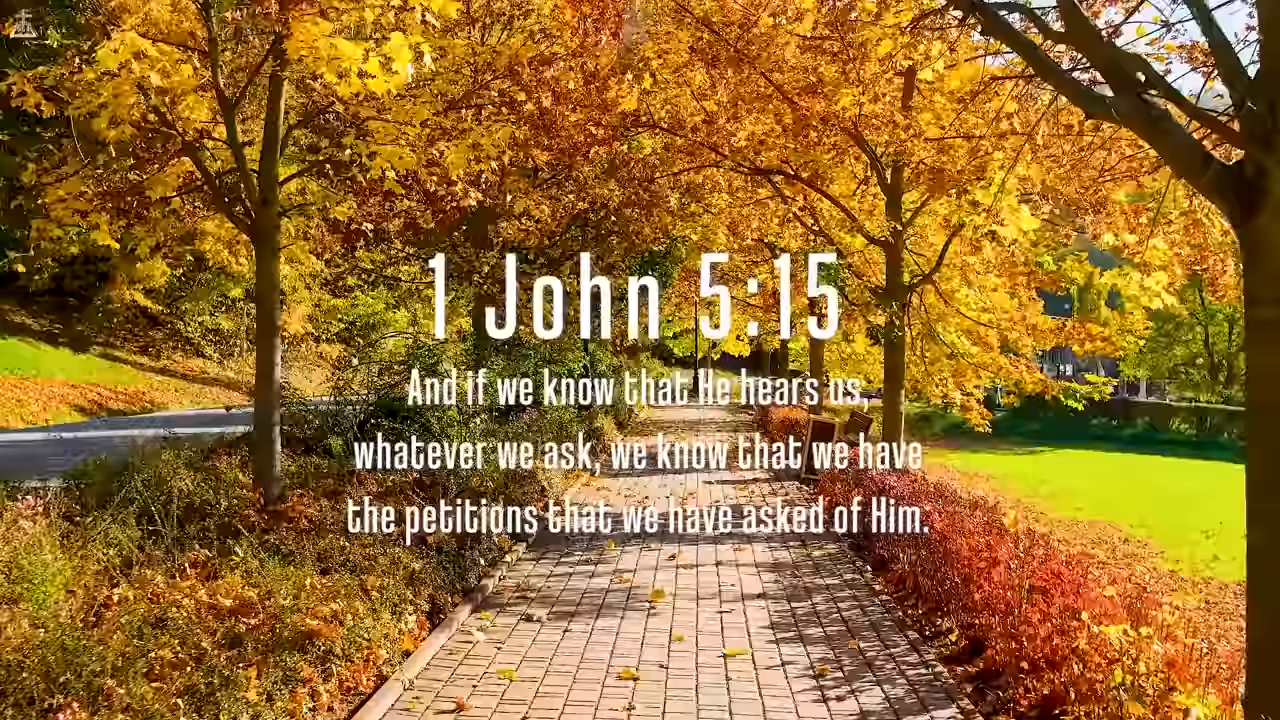 1 John 5:15
And if we know that He hears us,
whatever we ask, we know that we have
the petitions that we have asked of Him.